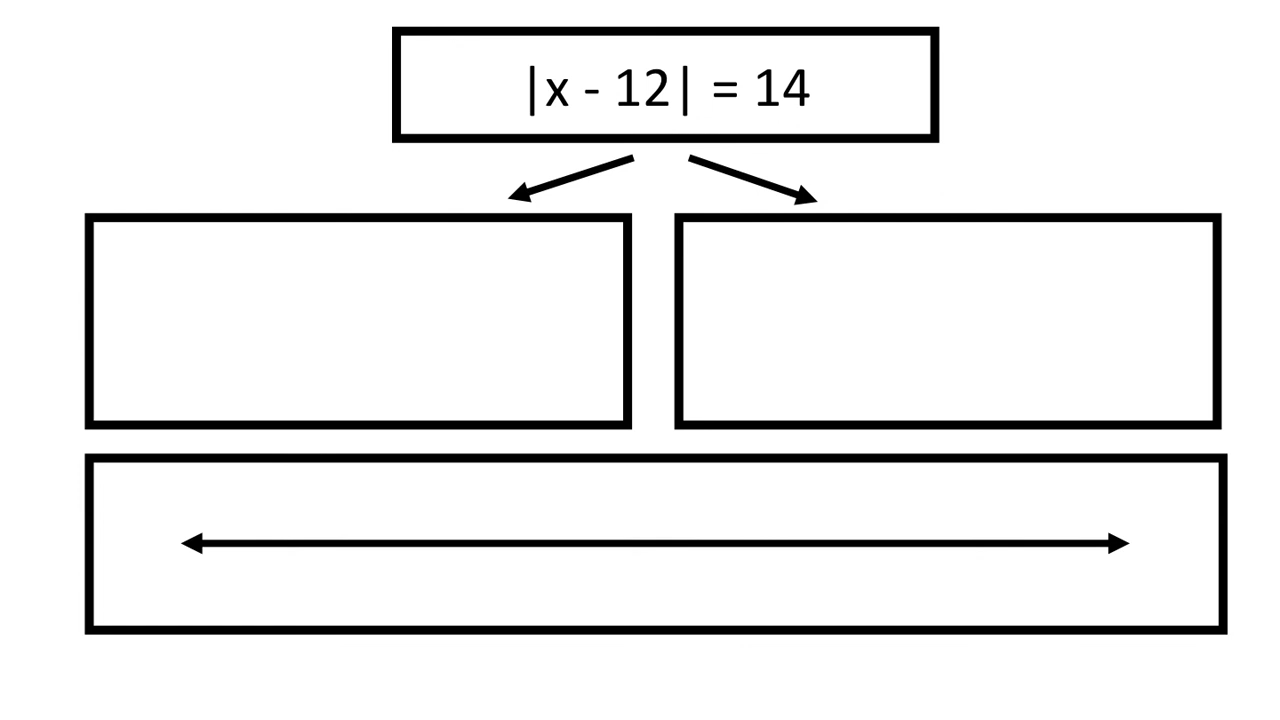 |x - 12| = 14